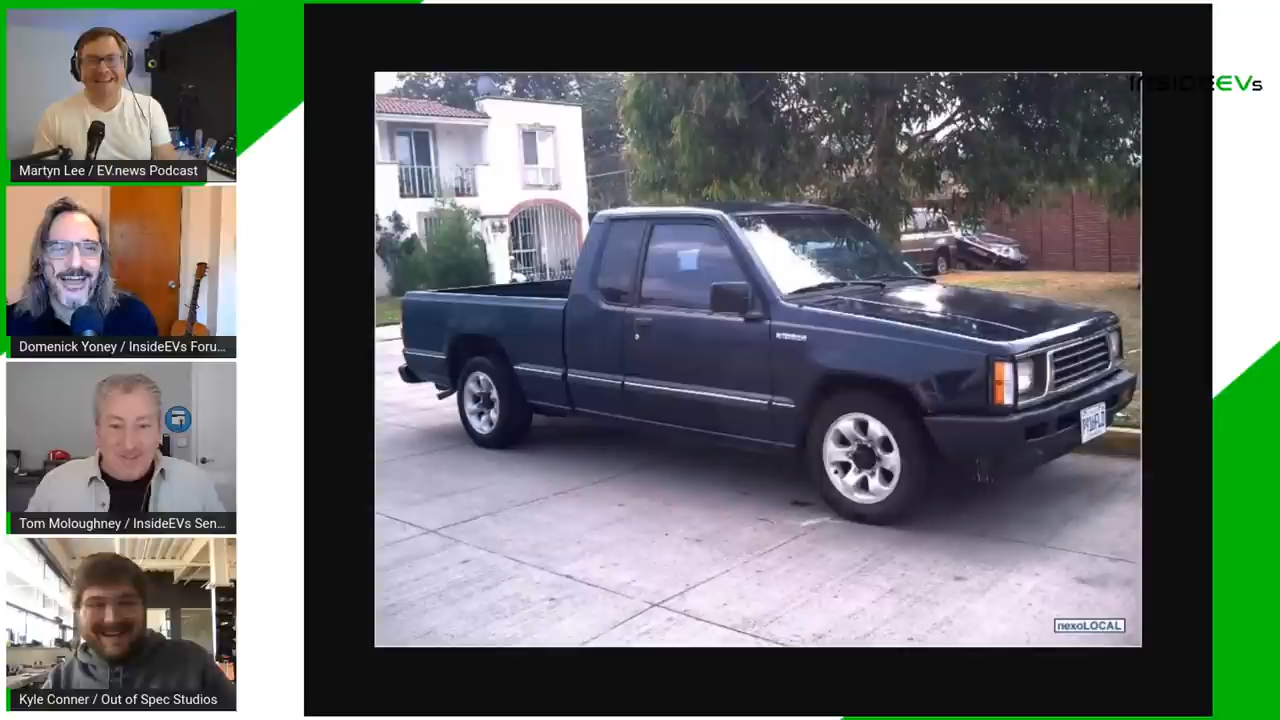 Martyn Lee / EV.news Podcast
Domenick Yoney / InsideEVs Foru...
Tom Moloughney / InsideEVs Sen...
Kyle Conner / Out of Spec Studios
INSIDEEVs
nexoLOCAL